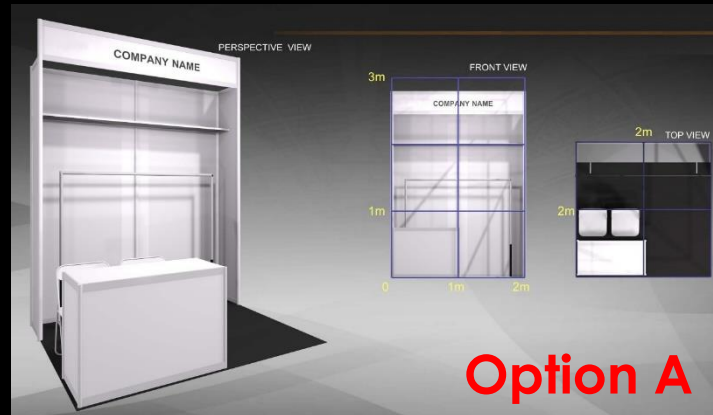 COMPANY NAME
PERSPECTIVE VIEW
FRONT VIEW
3m
COMPANY NAME
1m
0
1m
2m
2m
TOP VIEW
2m
Option A